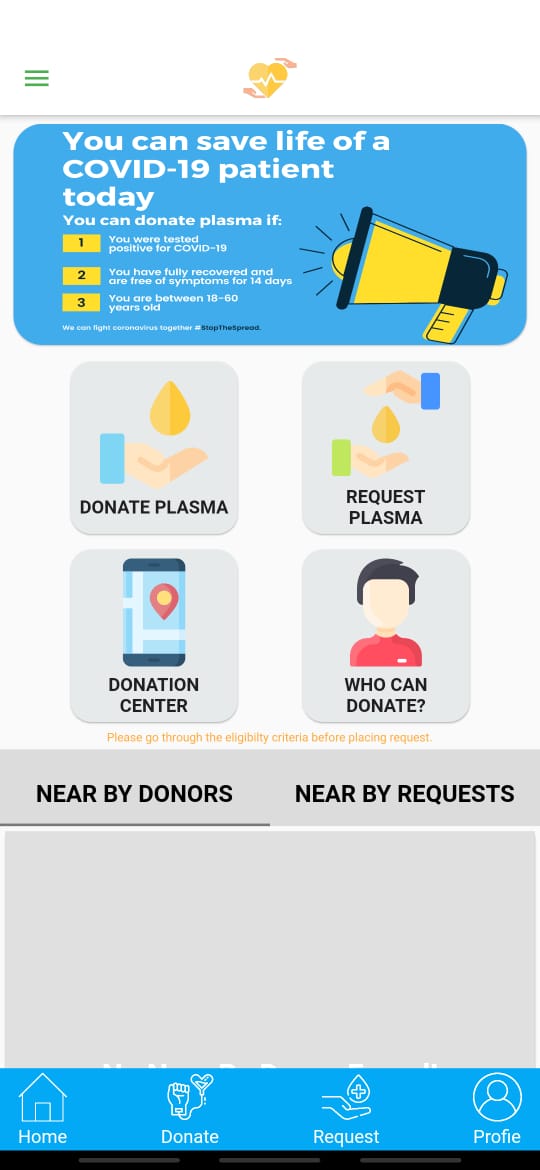 You can save life of a
COVID-19 patient
today
You can donate plasma if:
1 You were tested
positive for COVID-19
2 You have fully recovered and
are free of symptoms for 14 days
3 You are between 18-60
years old
We can fight coronavirus together #StopTheSpread.
DONATE PLASMA
REQUEST
PLASMA
DONATION
CENTER
WHO CAN
DONATE?
Please go through the eligibilty criteria before placing request.
NEAR BY DONORS
NEAR BY REQUESTS
Home
Donate
Request
Profie